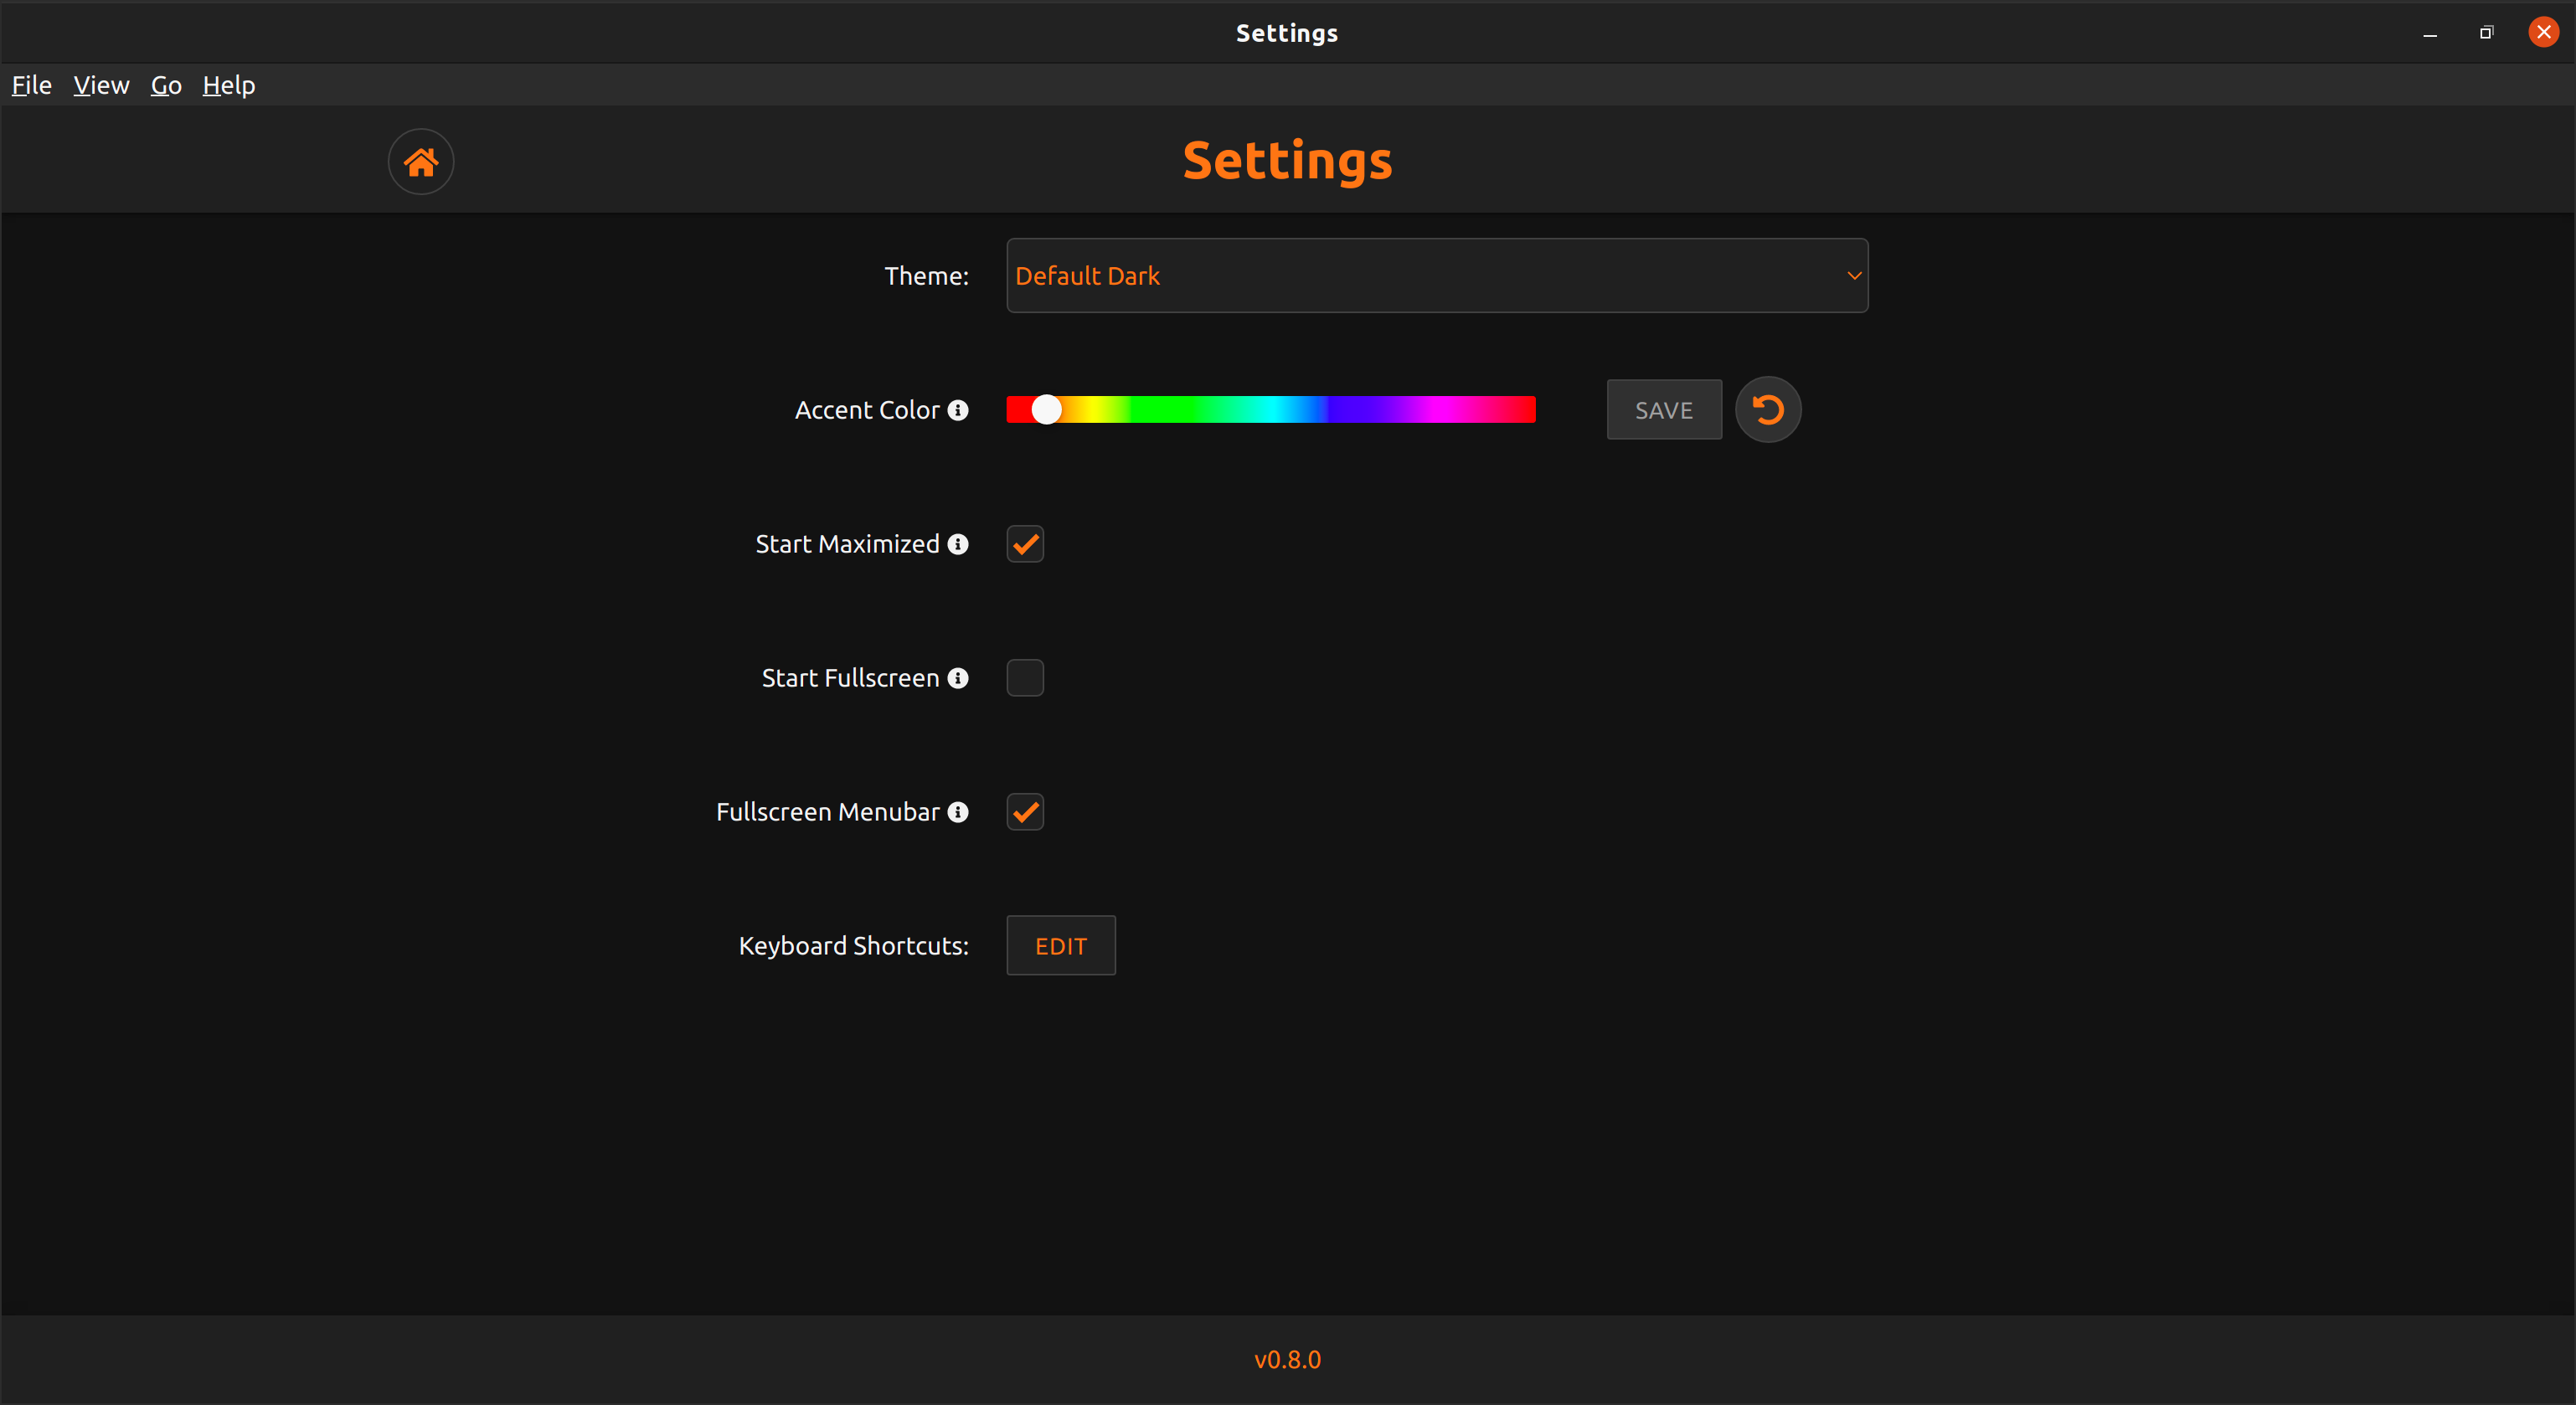 Settings
File View Go Help
Settings
Theme: Default Dark
Accent Color SAVE
Start Maximized
Start Fullscreen
Fullscreen Menubar
Keyboard Shortcuts: EDIT
v0.8.0